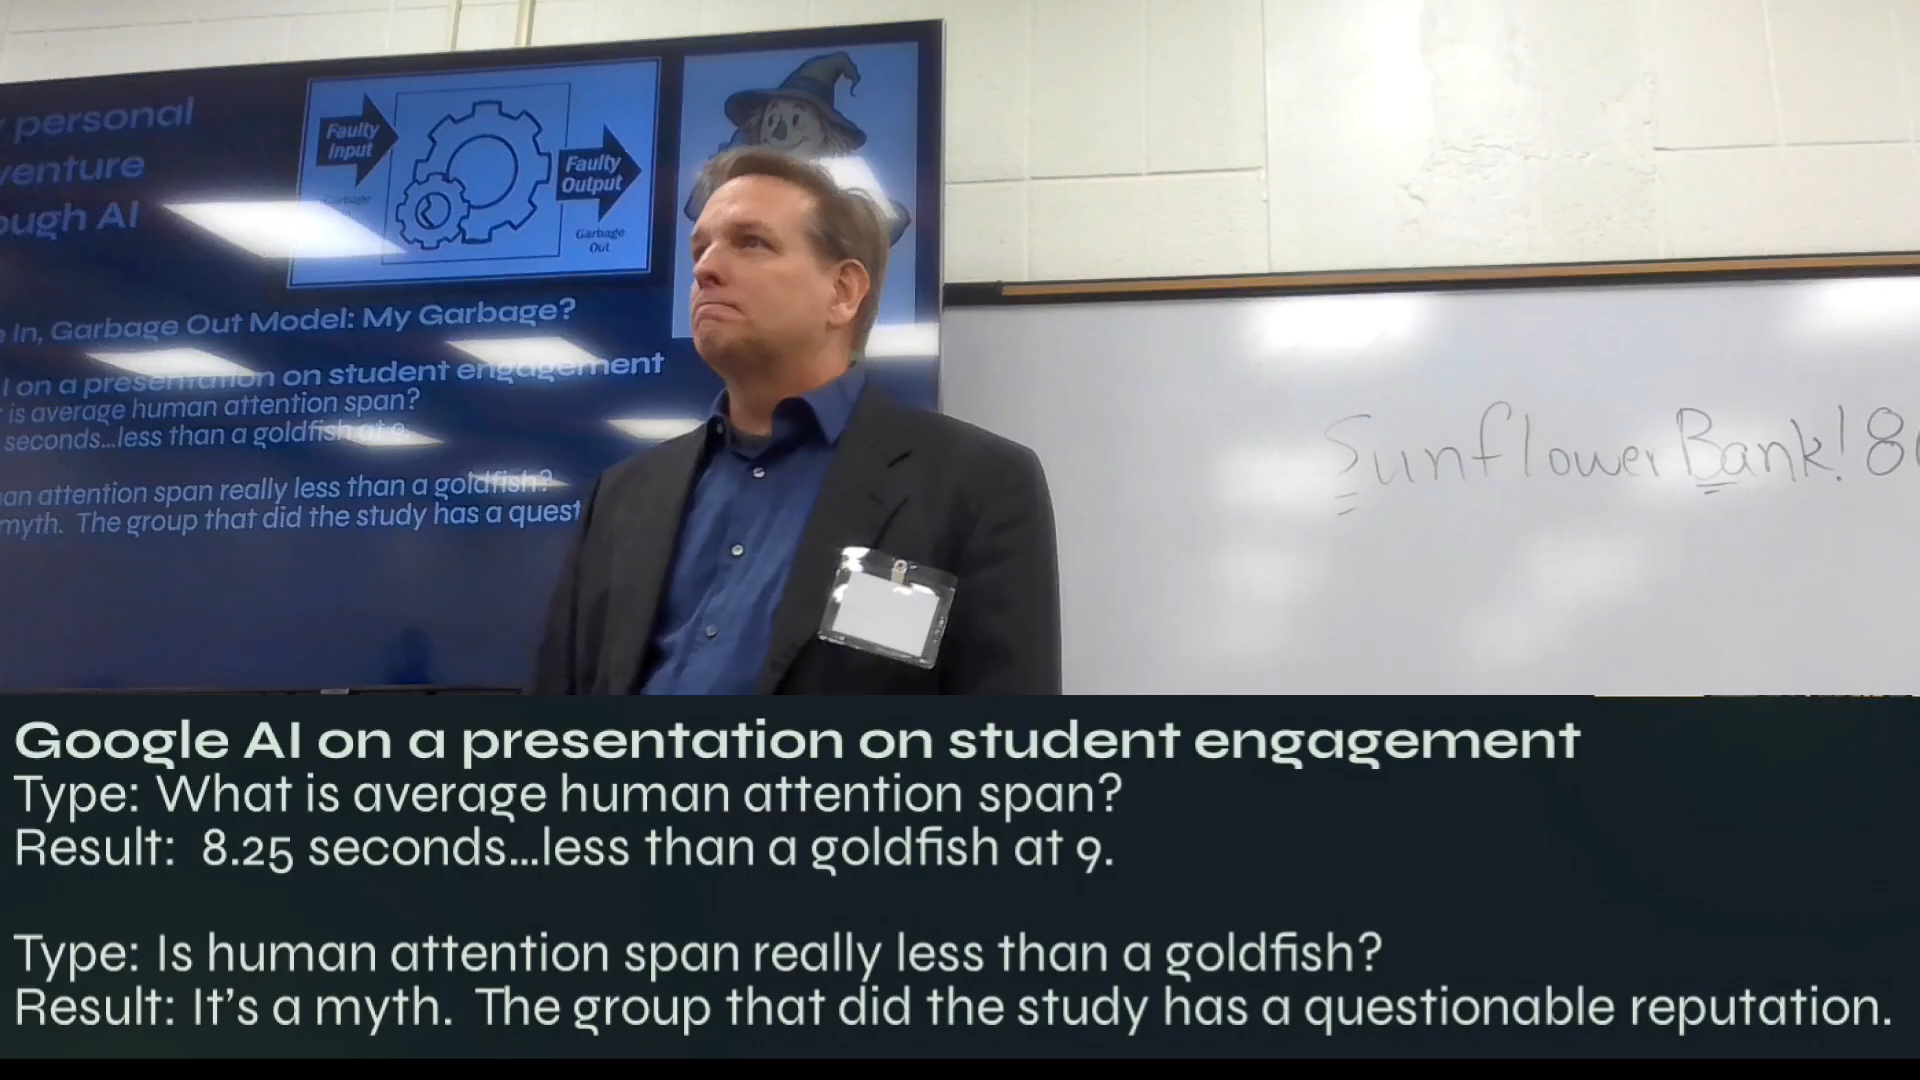 personal
venture
ough AI
Faulty
Input
Garbage
Faulty
Output
Garbage
Out
In, Garbage Out Model: My Garbage?
on a presentation on student engagement
is average human attention span?
seconds...less than a goldfish at 9.
an attention span really less than a goldfish?
myth. The group that did the study has a quest
SunflowerBank!8
Google AI on a presentation on student engagement
Type: What is average human attention span?
Result: 8.25 seconds...less than a goldfish at 9.
Type: Is human attention span really less than a goldfish?
Result: It's a myth. The group that did the study has a questionable reputation.